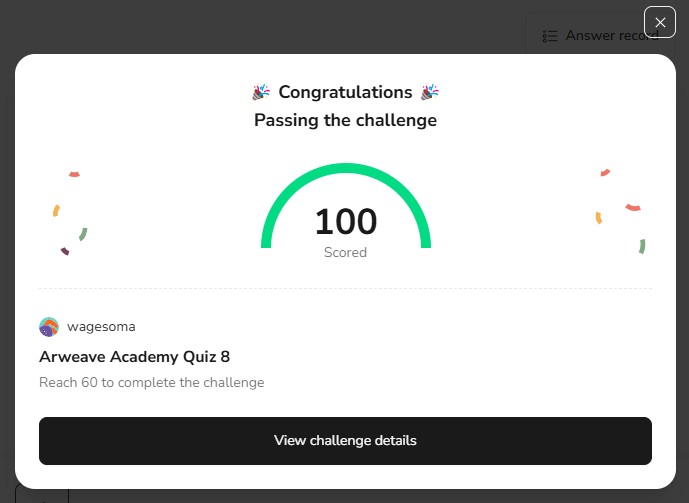 Answer record
Congratulations
Passing the challenge
100
Scored
wagesoma
Arweave Academy Quiz 8
Reach 60 to complete the challenge
View challenge details